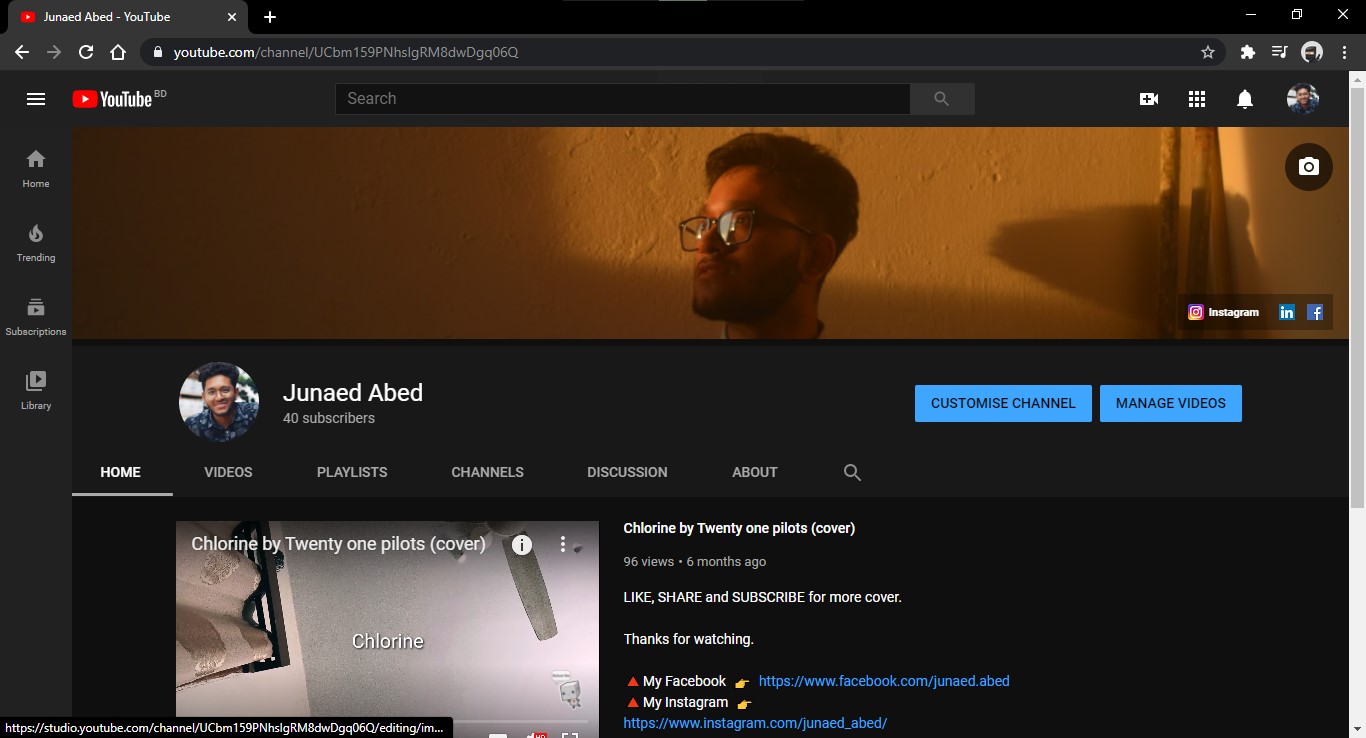 Junaed Abed - YouTube
youtube.com/channel/UCbm159PNhslgRM8dwDgq06Q
YouTube BD
Search
Home
Trending
Subscriptions
Library
Instagram
in
f
Junaed Abed
40 subscribers
CUSTOMISE CHANNEL
MANAGE VIDEOS
HOME
VIDEOS
PLAYLISTS
CHANNELS
DISCUSSION
ABOUT
Chlorine by Twenty one pilots (cover)
Chlorine
Chlorine by Twenty one pilots (cover)
96 views • 6 months ago
LIKE, SHARE and SUBSCRIBE for more cover.
Thanks for watching.
🔺 My Facebook 👉 https://www.facebook.com/junaed.abed
🔺 My Instagram 👉
https://www.instagram.com/junaed_abed/
https://studio.youtube.com/channel/UCbm159PNhslgRM8dwDgq06Q/editing/im...
HD